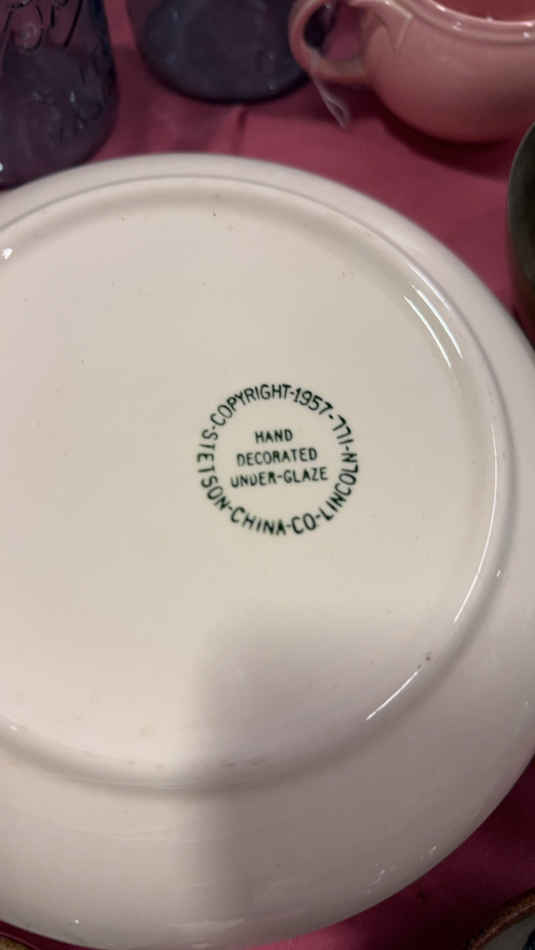 STETSON-CHINA-CO-LINCOLN-ILL-COPYRIGHT-1957-
HAND
DECORATED
UNDER-GLAZE